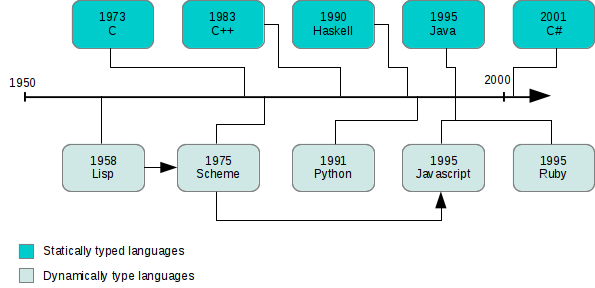 1973
C
1983
C++
1990
Haskell
1995
Java
2001
C#
1950
2000
1958
Lisp
1975
Scheme
1991
Python
1995
Javascript
1995
Ruby
Statically typed languages
Dynamically type languages